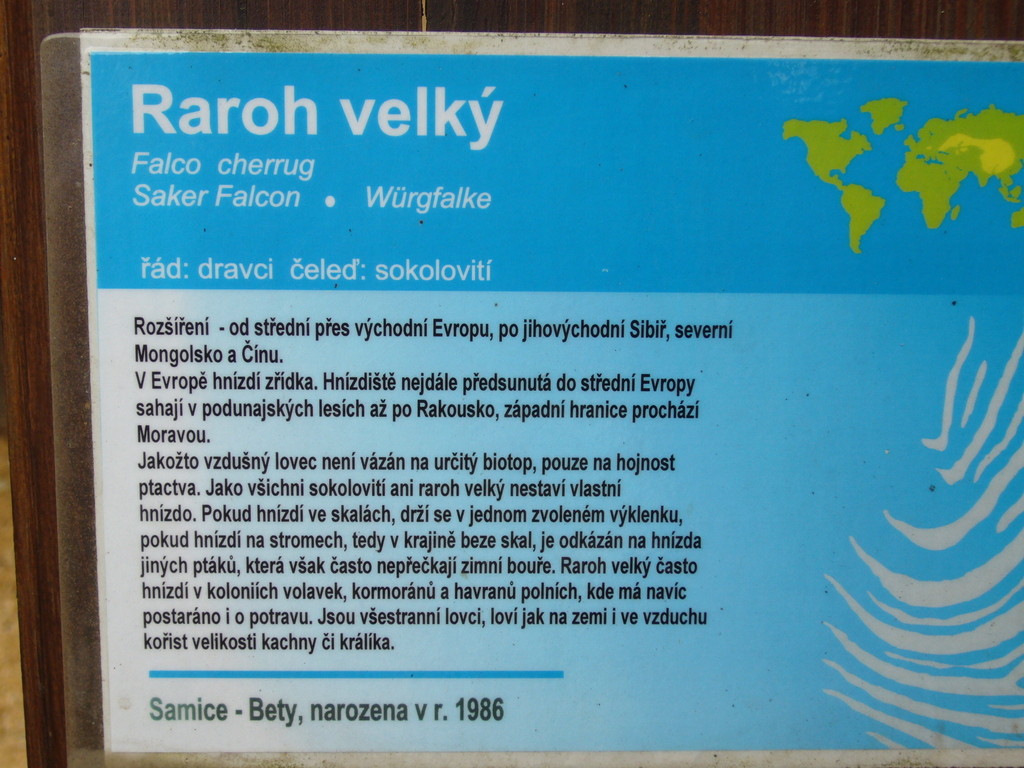 Raroh velký
Falco cherrug
Saker Falcon • Würgfalke
řád: dravci čeleď: sokolovití
Rozšíření - od střední přes východní Evropu, po jihovýchodní Sibiř, severní
Mongolsko a Čínu.
V Evropě hnízdí zřídka. Hnízdiště nejdále předsunutá do střední Evropy
sahají v podunajských lesích až po Rakousko, západní hranice prochází
Moravou.
Jakožto vzdušný lovec není vázán na určitý biotop, pouze na hojnost
ptactva. Jako všichni sokolovití ani raroh velký nestaví vlastní
hnízdo. Pokud hnízdí ve skalách, drží se v jednom zvoleném výklenku,
pokud hnízdí na stromech, tedy v krajině beze skal, je odkázán na hnízda
jiných ptáků, která však často nepřečkají zimní bouře. Raroh velký často
hnízdí v koloniích volavek, kormoránů a havranů polních, kde má navíc
postaráno i o potravu. Jsou všestranní lovci, loví jak na zemi i ve vzduchu
kořist velikosti kachny či králíka.
Samice - Bety, narozena v r. 1986